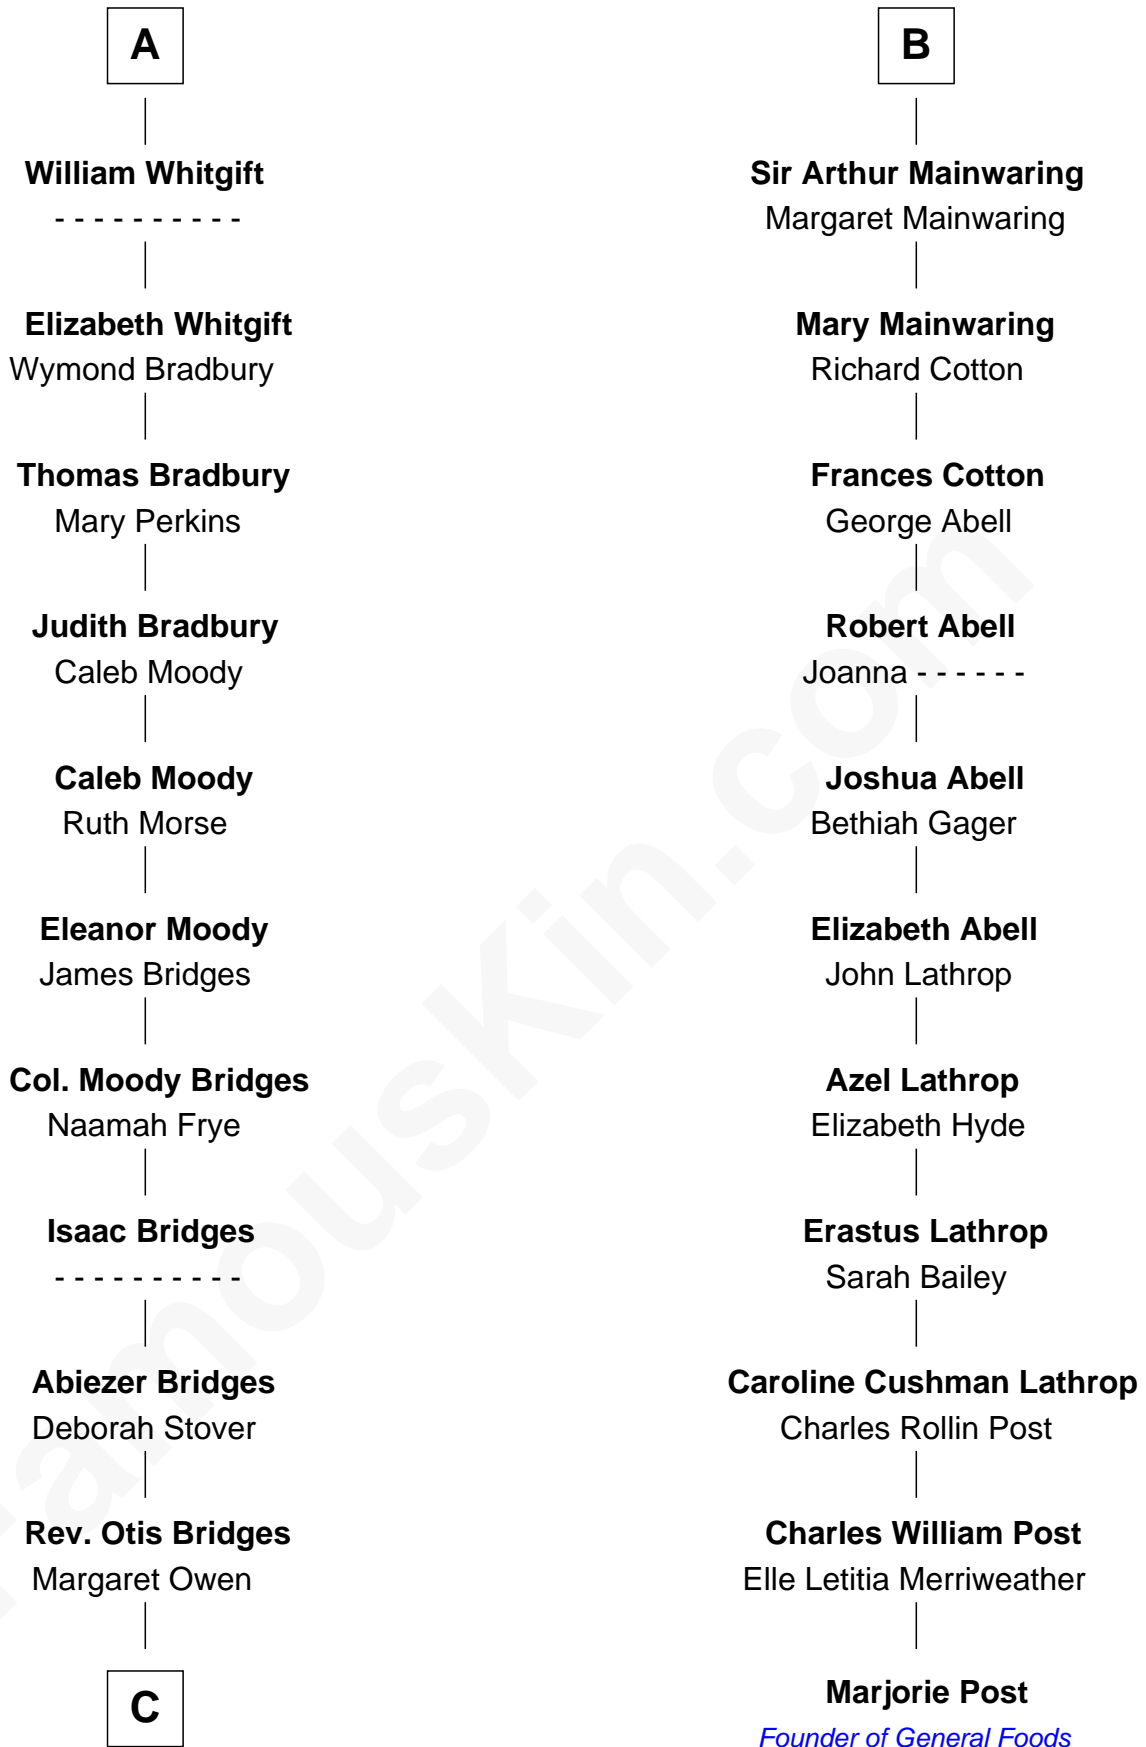 A
William Whitgift
- - - - - - - - - -
Elizabeth Whitgift
Wymond Bradbury
Thomas Bradbury
Mary Perkins
Judith Bradbury
Caleb Moody
Caleb Moody
Ruth Morse
Eleanor Moody
James Bridges
Col. Moody Bridges
Naamah Frye
Isaac Bridges
- - - - - - - - - -
Abiezer Bridges
Deborah Stover
Rev. Otis Bridges
Margaret Owen
C
B
Sir Arthur Mainwaring
Margaret Mainwaring
Mary Mainwaring
Richard Cotton
Frances Cotton
George Abell
Robert Abell
Joanna - - - - - -
Joshua Abell
Bethiah Gager
Elizabeth Abell
John Lathrop
Azel Lathrop
Elizabeth Hyde
Erastus Lathrop
Sarah Bailey
Caroline Cushman Lathrop
Charles Rollin Post
Charles William Post
Elle Letitia Merriweather
Marjorie Post
Founder of General Foods
FamousKin.com